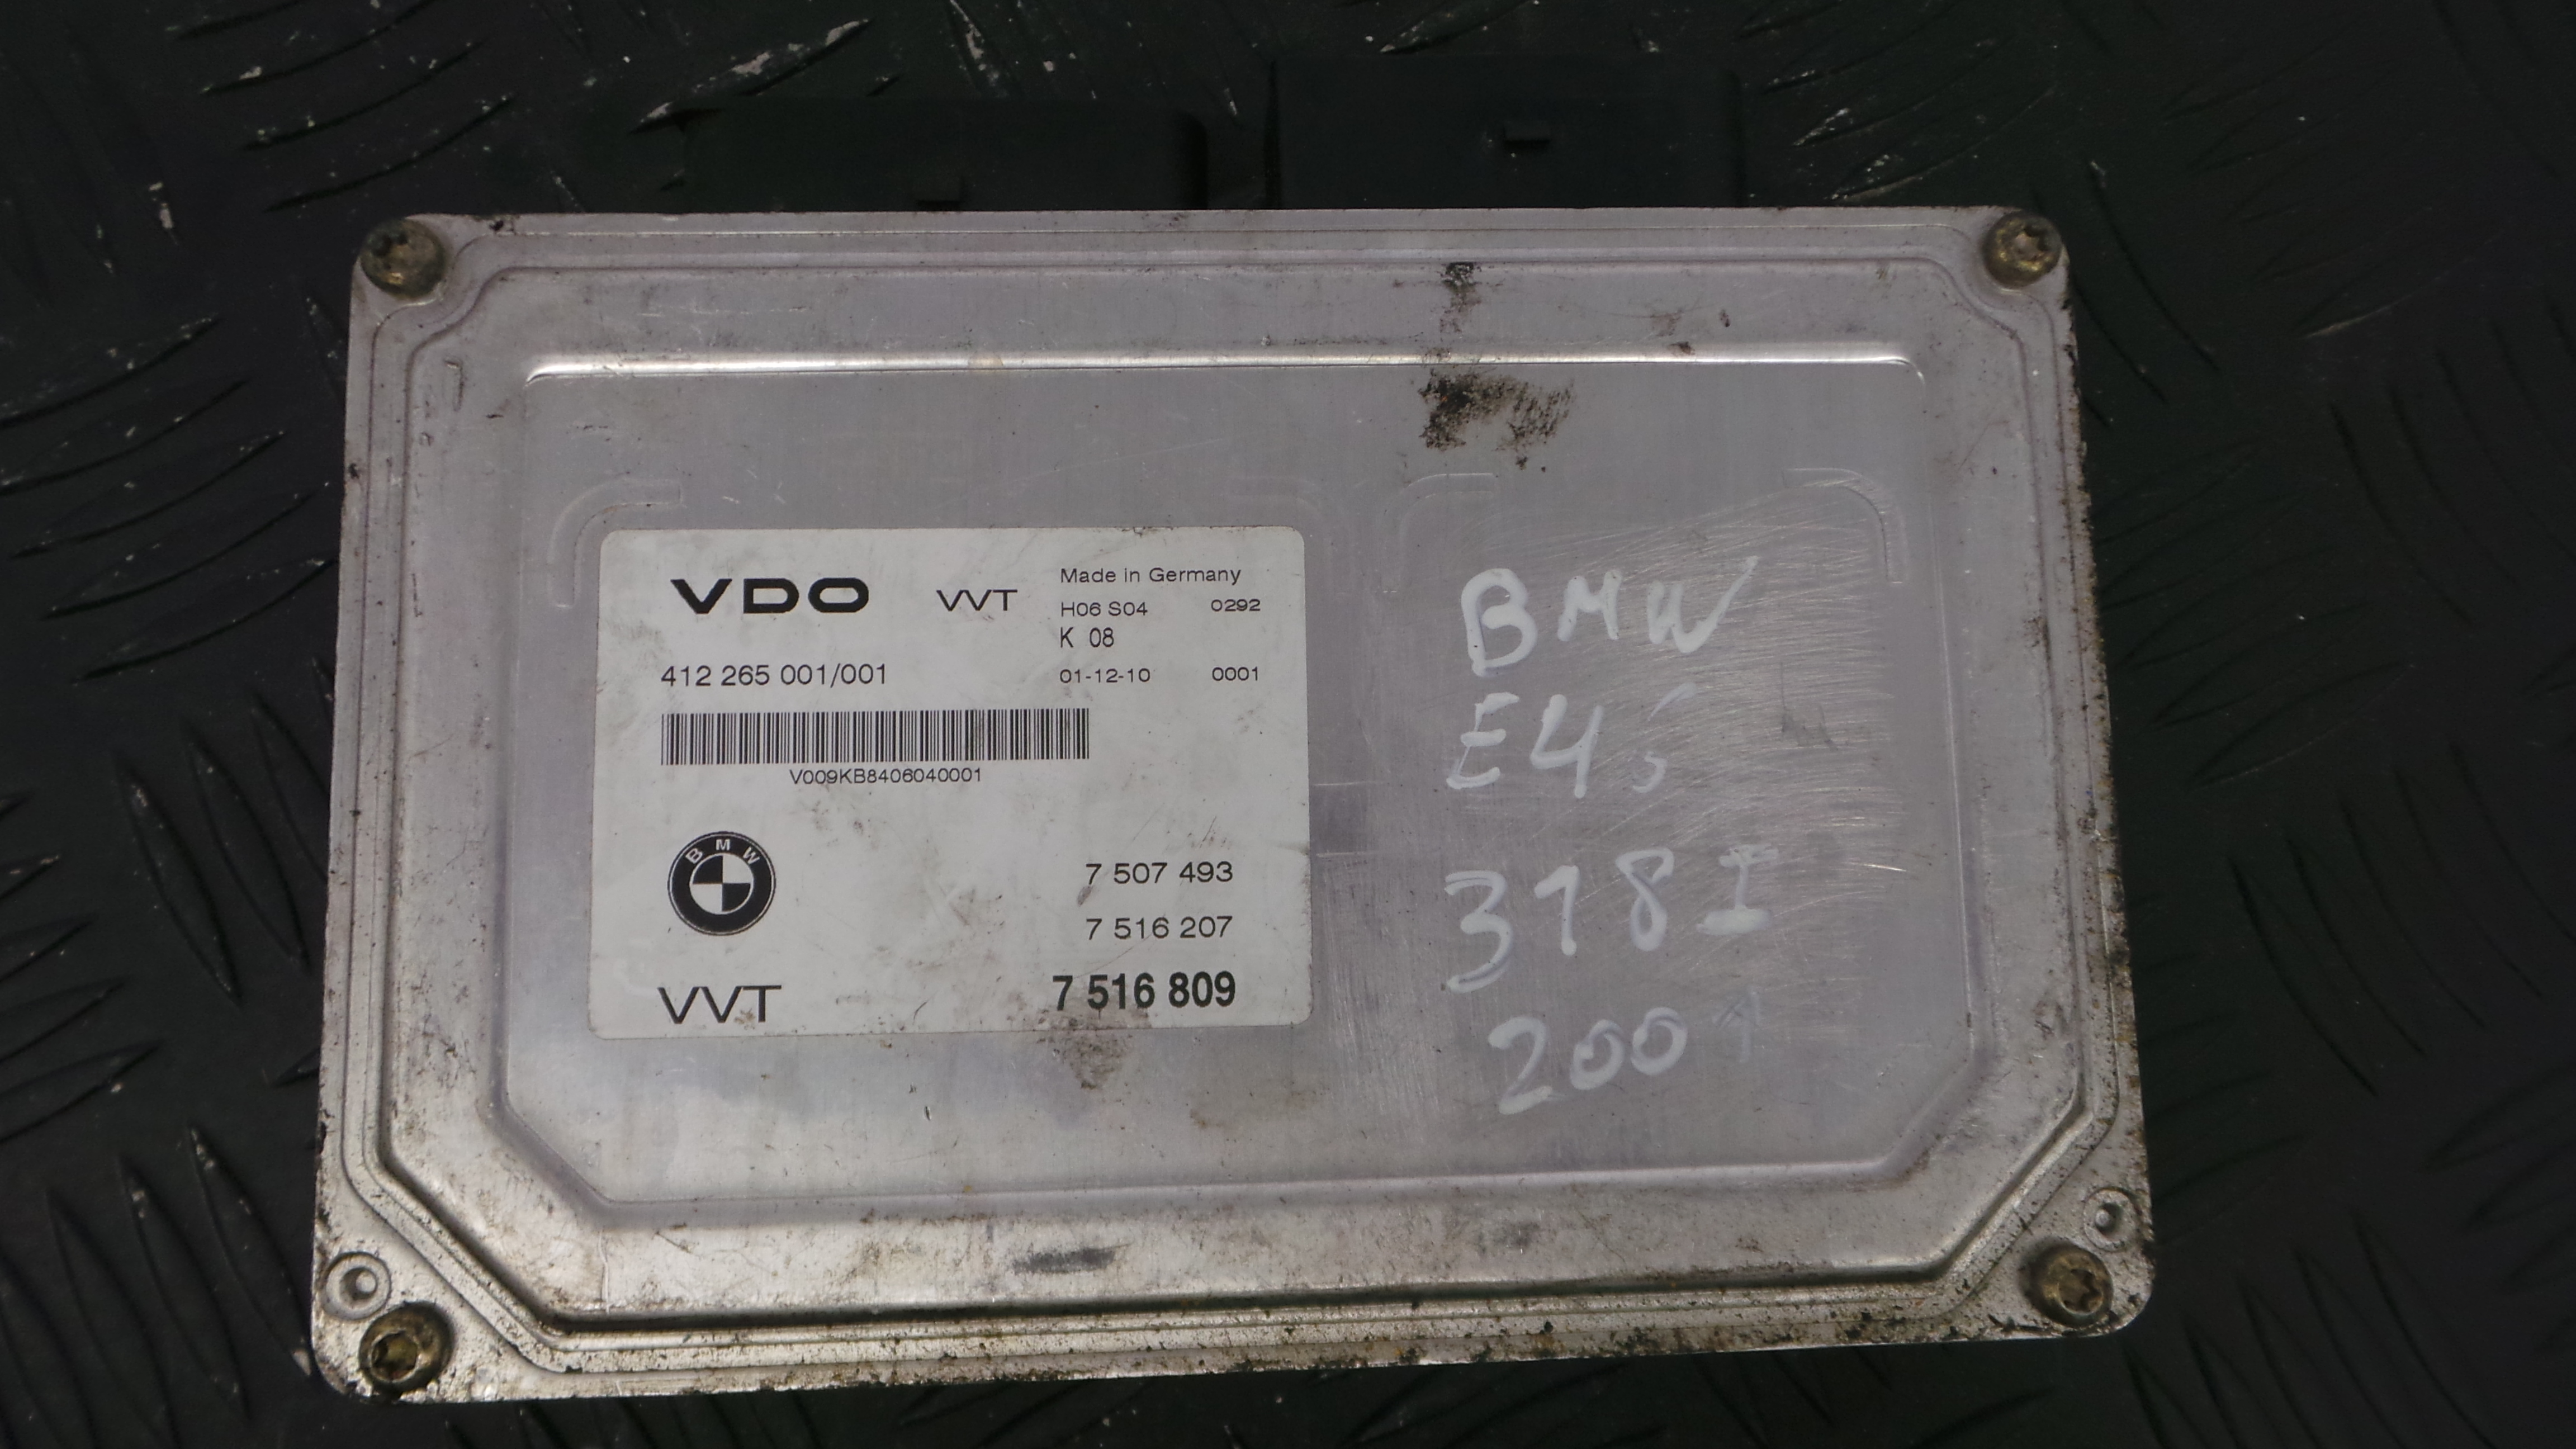 VDO VVT Made in Germany
H06 S04 0292
K 08
412 265 001/001 01-12-10 0001
V009KB8406040001
BMW
7 507 493
7 516 207
VVT 7 516 809
BMW
E46
318I
2001